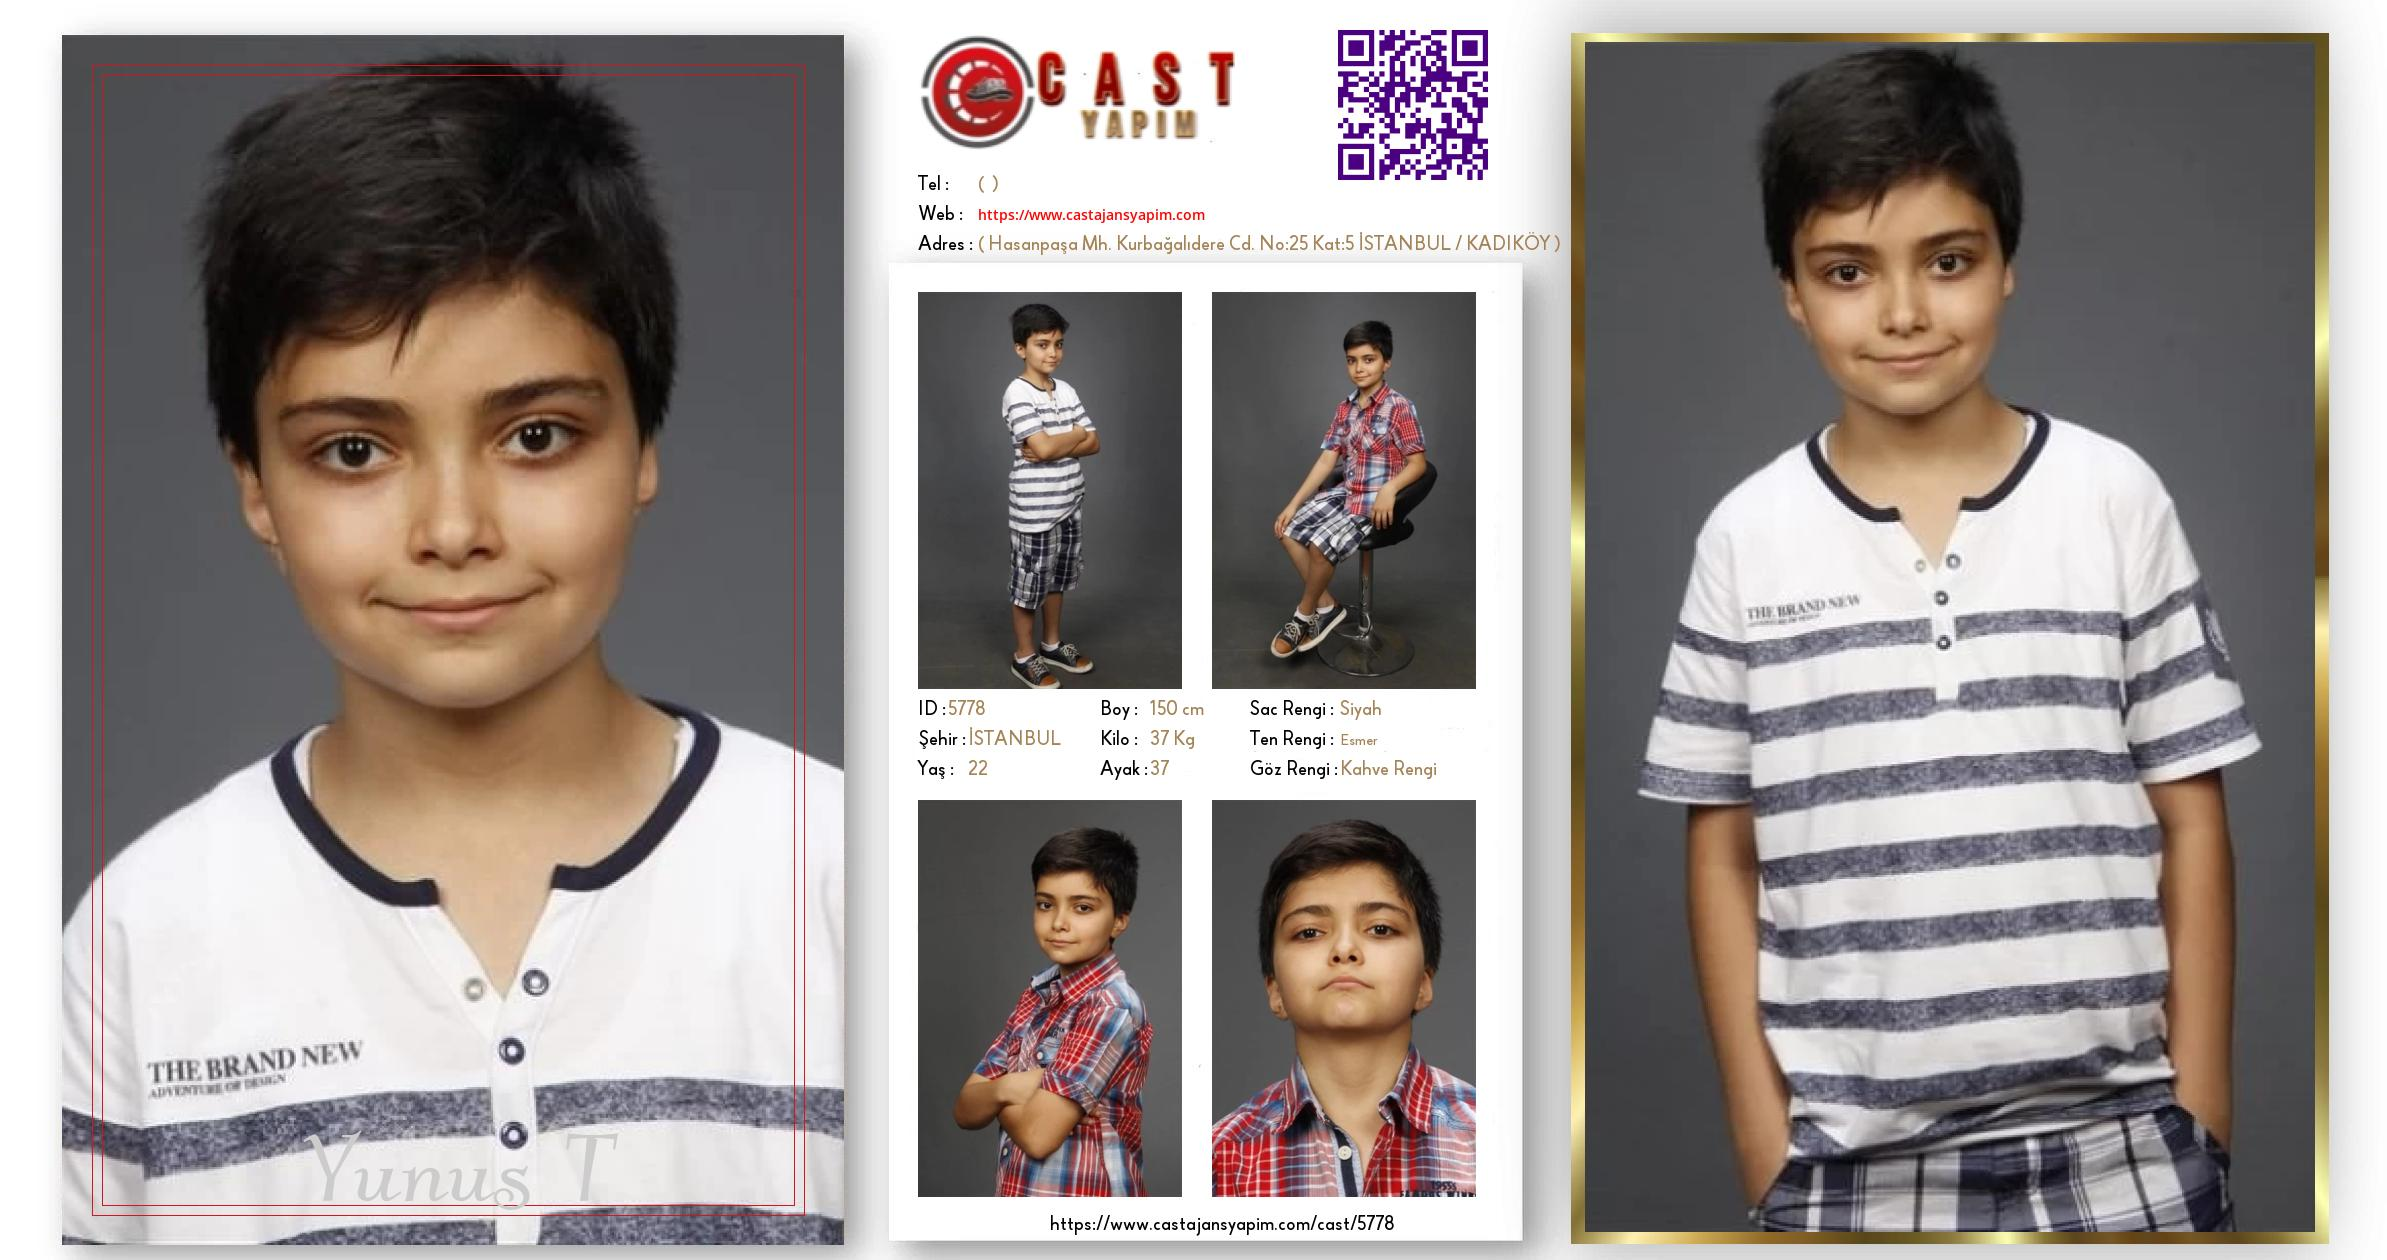 CAST
YAPIM
Tel : ( )
Web : https://www.castajansyapim.com
Adres : ( Hasanpaşa Mh. Kurbağalıdere Cd. No:25 Kat:5 İSTANBUL / KADIKÖY )
ID : 5778 Boy : 150 cm Sac Rengi : Siyah
Şehir : İSTANBUL Kilo : 37 Kg Ten Rengi : Esmer
Yaş : 22 Ayak : 37 Göz Rengi : Kahve Rengi
https://www.castajansyapim.com/cast/5778
THE BRAND NEW
ADVENTURE OF DESIGN
Yunus T
THE BRAND NEW
ADVENTURE OF DESIGN